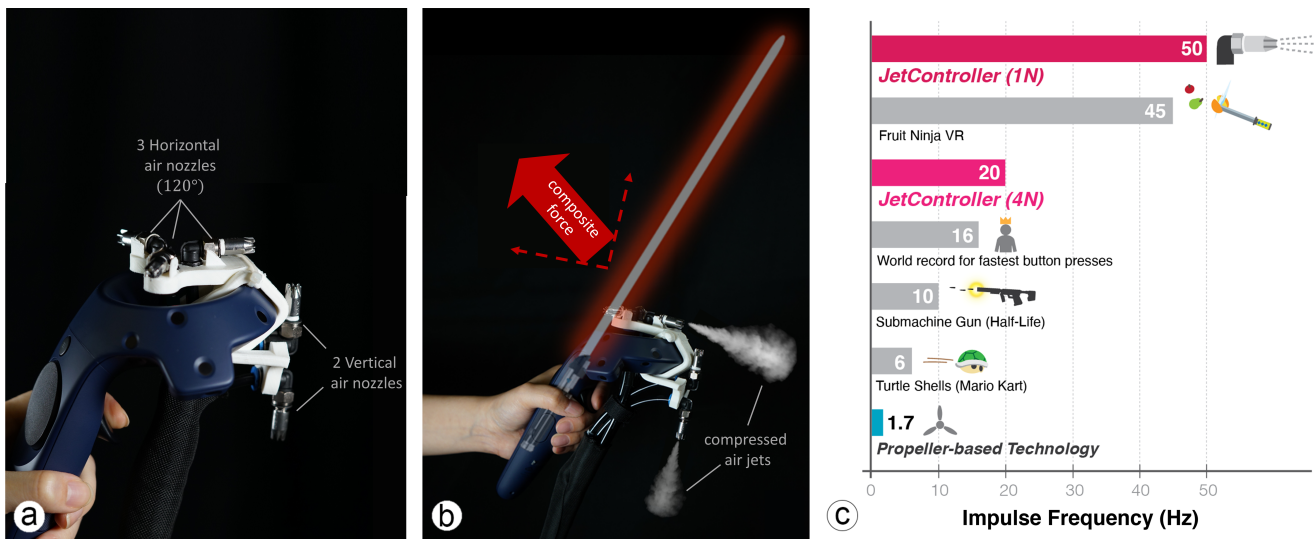 3 Horizontal
air nozzles
(120°)
2 Vertical
air nozzles
a
composite
force
compressed
air jets
b
50
JetController (1N)
45
Fruit Ninja VR
20
JetController (4N)
16
World record for fastest button presses
10
Submachine Gun (Half-Life)
6
Turtle Shells (Mario Kart)
1.7
Propeller-based Technology
0 10 20 30 40 50
Impulse Frequency (Hz)
c